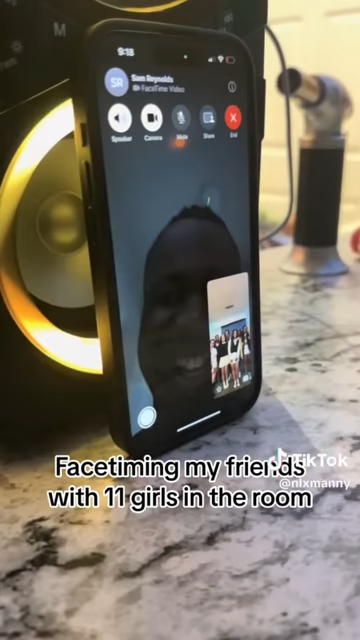 M
9:18
SR
Sam Reynolds
FaceTime Video
Speaker
Camera
Mute
Share
End
Facetiming my friends
with 11 girls in the room
TikTok
@nlxmanny